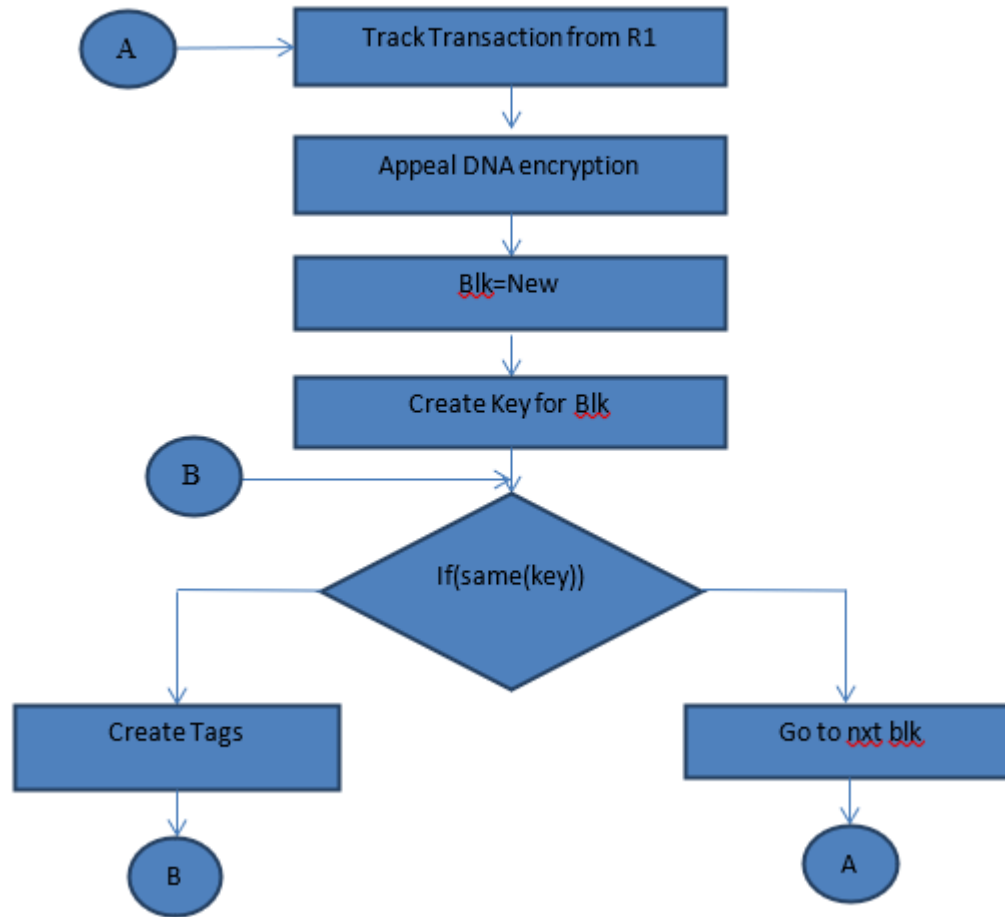 A
Track Transaction from R1
Appeal DNA encryption
Blk=New
Create Key for Blk
B
If(same(key))
Create Tags
Go to nxt blk
B
A